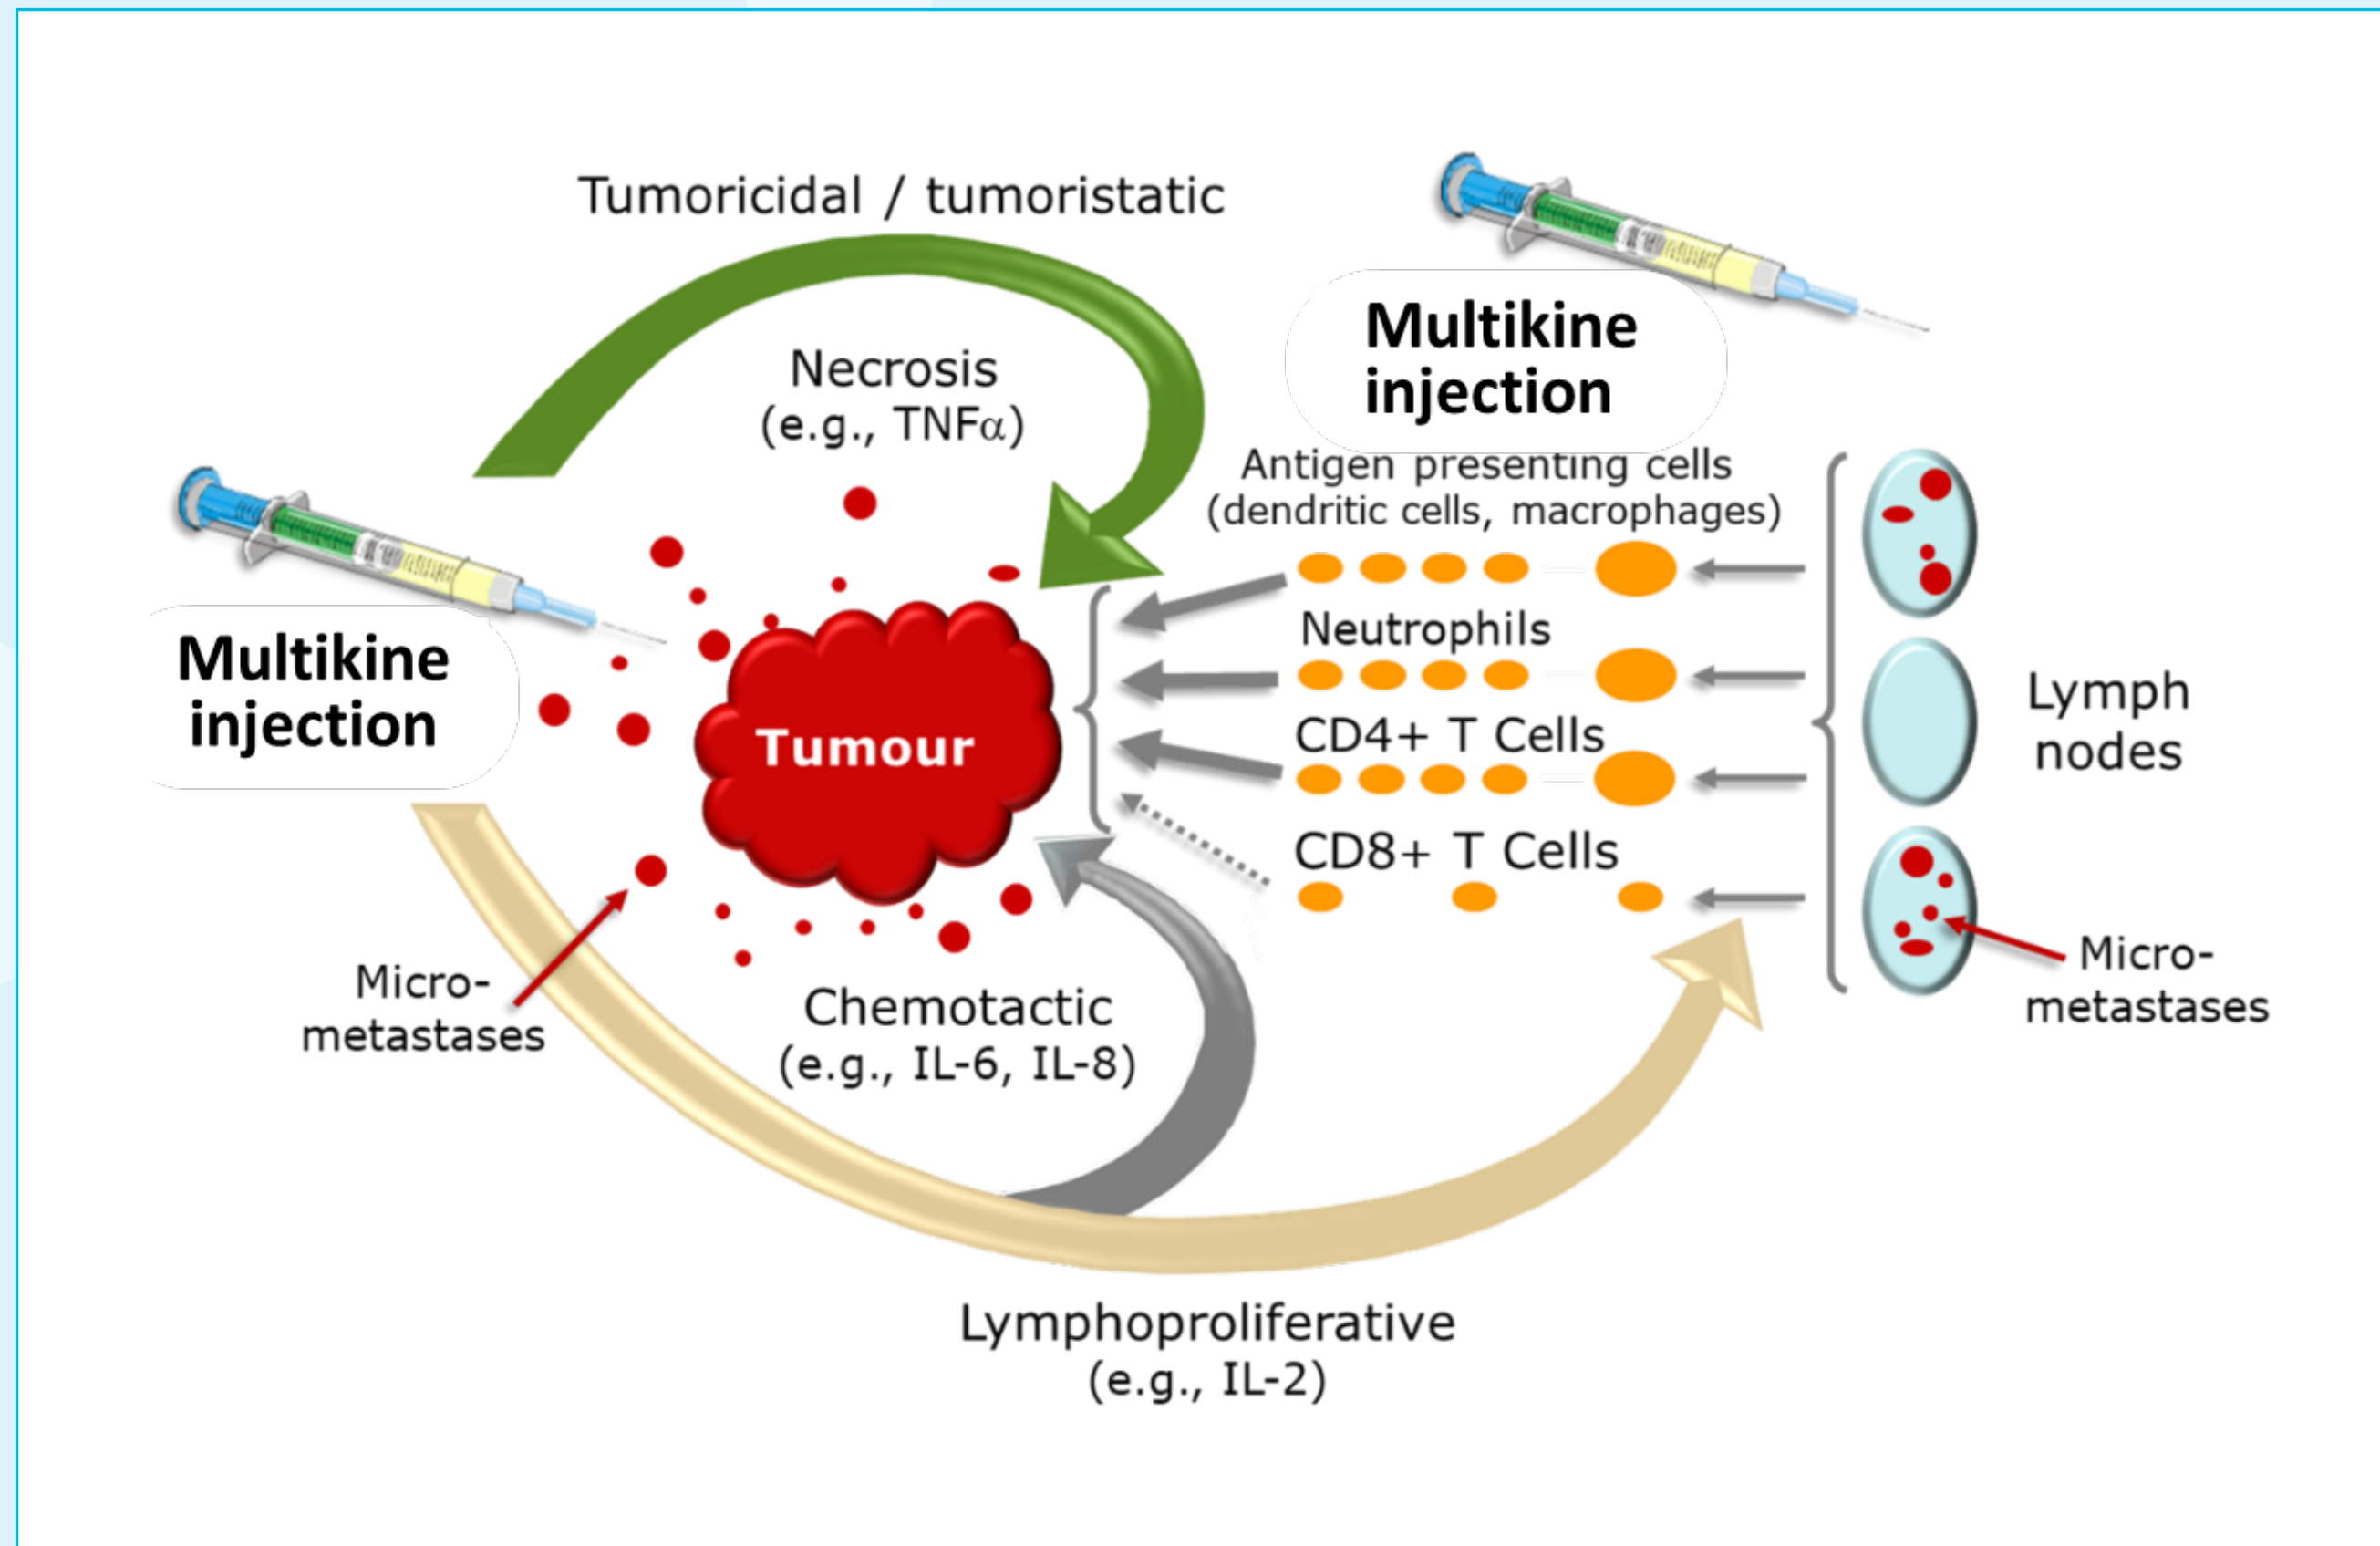 Tumoricidal / tumoristatic
Necrosis
(e.g., TNFα)
Multikine
injection
Multikine
injection
Antigen presenting cells
(dendritic cells, macrophages)
Neutrophils
CD4+ T Cells
CD8+ T Cells
Tumour
Lymph
nodes
Micro-
metastases
Micro-
metastases
Chemotactic
(e.g., IL-6, IL-8)
Lymphoproliferative
(e.g., IL-2)